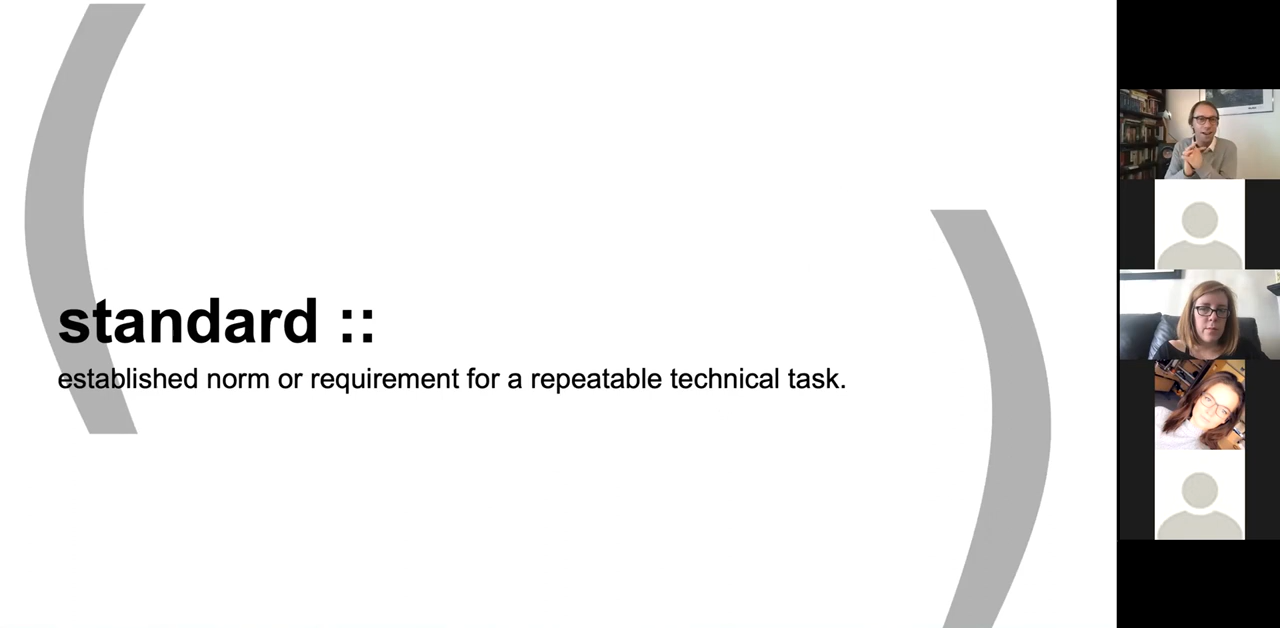 standard ::
established norm or requirement for a repeatable technical task.